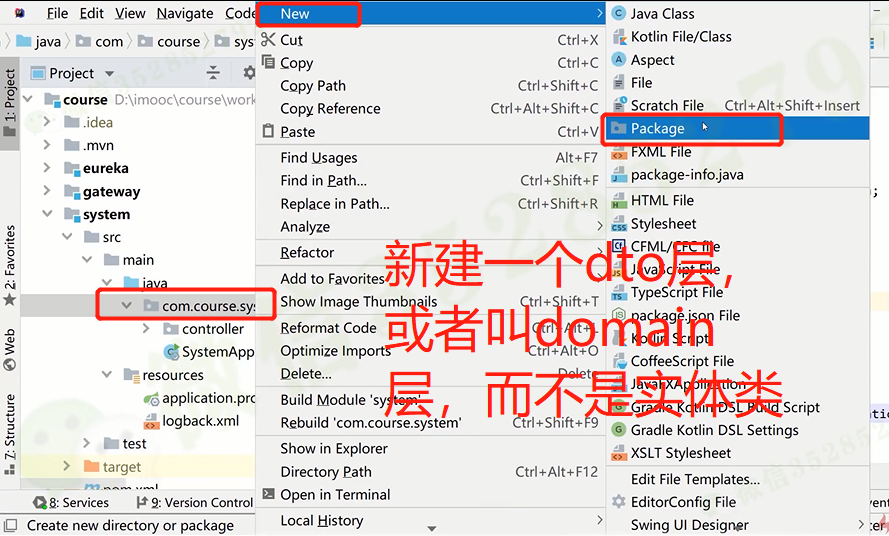 File Edit View Navigate Code
java com course sys
Project
course D:\imooc\course\work
.idea
.mvn
eureka
gateway
system
src
main
java
com.course.sys
controller
SystemApp
resources
application.pro
logback.xml
test
target
pom.xml
1: Project
2: Favorites
Web
7: Structure
8: Services 9: Version Control
Create new directory or package
New
Cut Ctrl+X
Copy Ctrl+C
Copy Path Ctrl+Shift+C
Copy Reference Ctrl+Alt+Shift+C
Paste Ctrl+V
Find Usages Alt+F7
Find in Path... Ctrl+Shift+F
Replace in Path... Ctrl+Shift+R
Analyze
Refactor
Add to Favorites
Show Image Thumbnails Ctrl+Shift+T
Reformat Code Ctrl+Alt+L
Optimize Imports Ctrl+Alt+O
Delete... Delete
Build Module 'system'
Rebuild 'com.course.system' Ctrl+Shift+F9
Show in Explorer
Directory Path Ctrl+Alt+F12
Open in Terminal
Local History
Java Class
Kotlin File/Class
Aspect
File
Scratch File Ctrl+Alt+Shift+Insert
Package
FXML File
package-info.java
HTML File
Stylesheet
CFML/CFC file
JavaScript File
TypeScript File
package.json File
Kotlin Script
CoffeeScript File
JavaFXApplication
Gradle Kotlin DSL Build Script
Gradle Kotlin DSL Settings
XSLT Stylesheet
Edit File Templates...
EditorConfig File
Swing UI Designer
新建一个dto层，
或者叫domain
层，而不是实体类